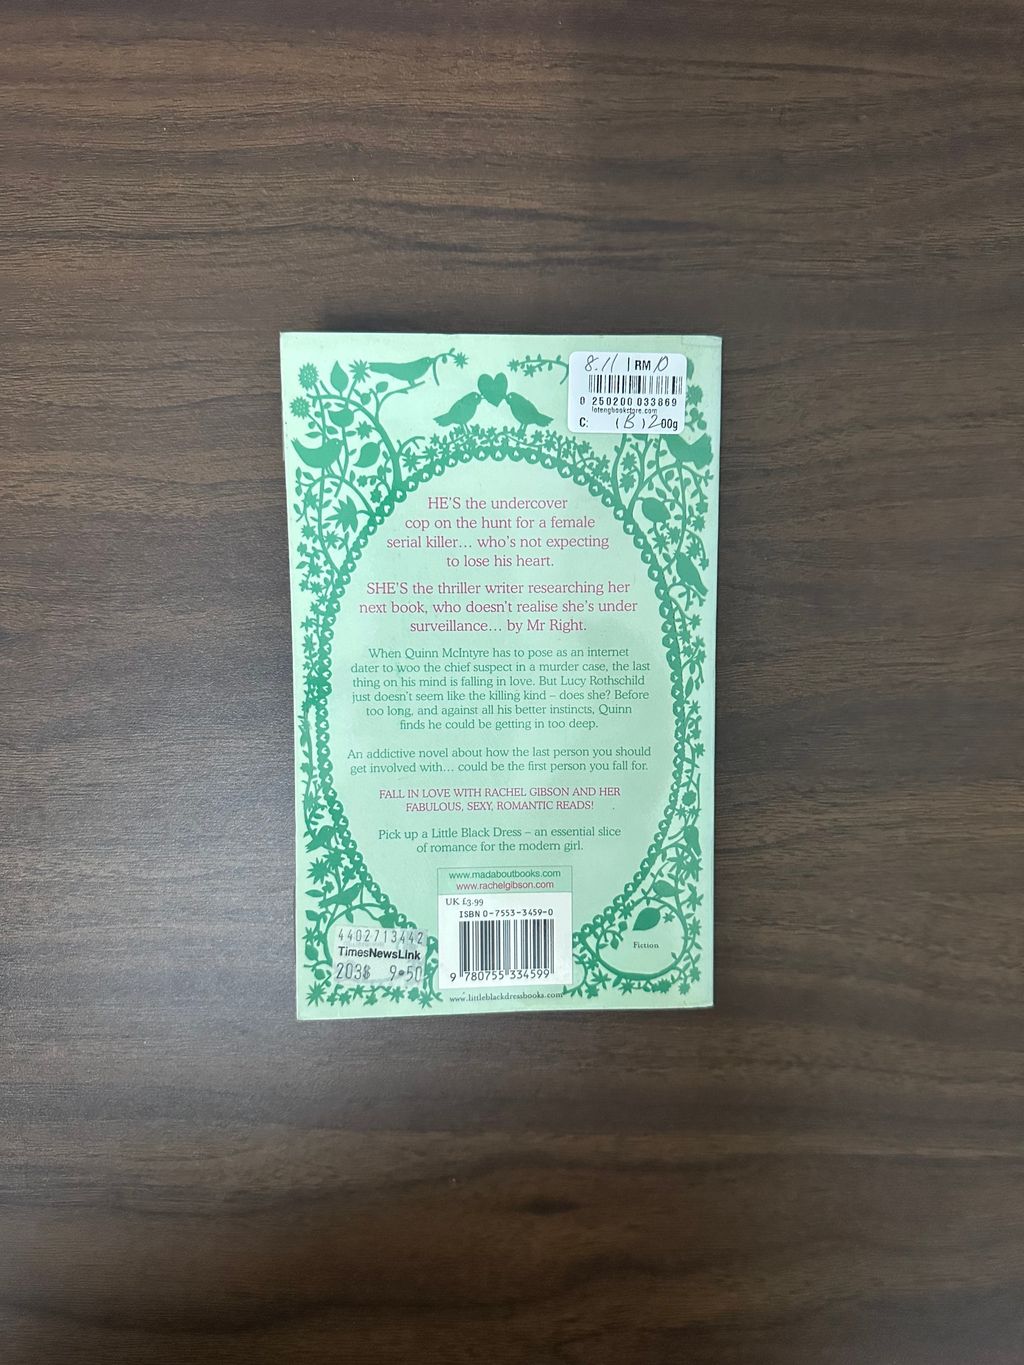 8.11 | RM 10
0 250200 033869
lotengbookstore.com
C: (B) 200g
HE'S the undercover
cop on the hunt for a female
serial killer... who's not expecting
to lose his heart.
SHE'S the thriller writer researching her
next book, who doesn't realise she's under
surveillance... by Mr Right.
When Quinn McIntyre has to pose as an internet
dater to woo the chief suspect in a murder case, the last
thing on his mind is falling in love. But Lucy Rothschild
just doesn't seem like the killing kind – does she? Before
too long, and against all his better instincts, Quinn
finds he could be getting in too deep.
An addictive novel about how the last person you should
get involved with... could be the first person you fall for.
FALL IN LOVE WITH RACHEL GIBSON AND HER
FABULOUS, SEXY, ROMANTIC READS!
Pick up a Little Black Dress – an essential slice
of romance for the modern girl.
www.madaboutbooks.com
www.rachelgibson.com
UK £3.99
ISBN 0-7553-3459-0
9 780755 334599
4402713442
TimesNewsLink
2038 9•50
Fiction
www.littleblackdressbooks.com